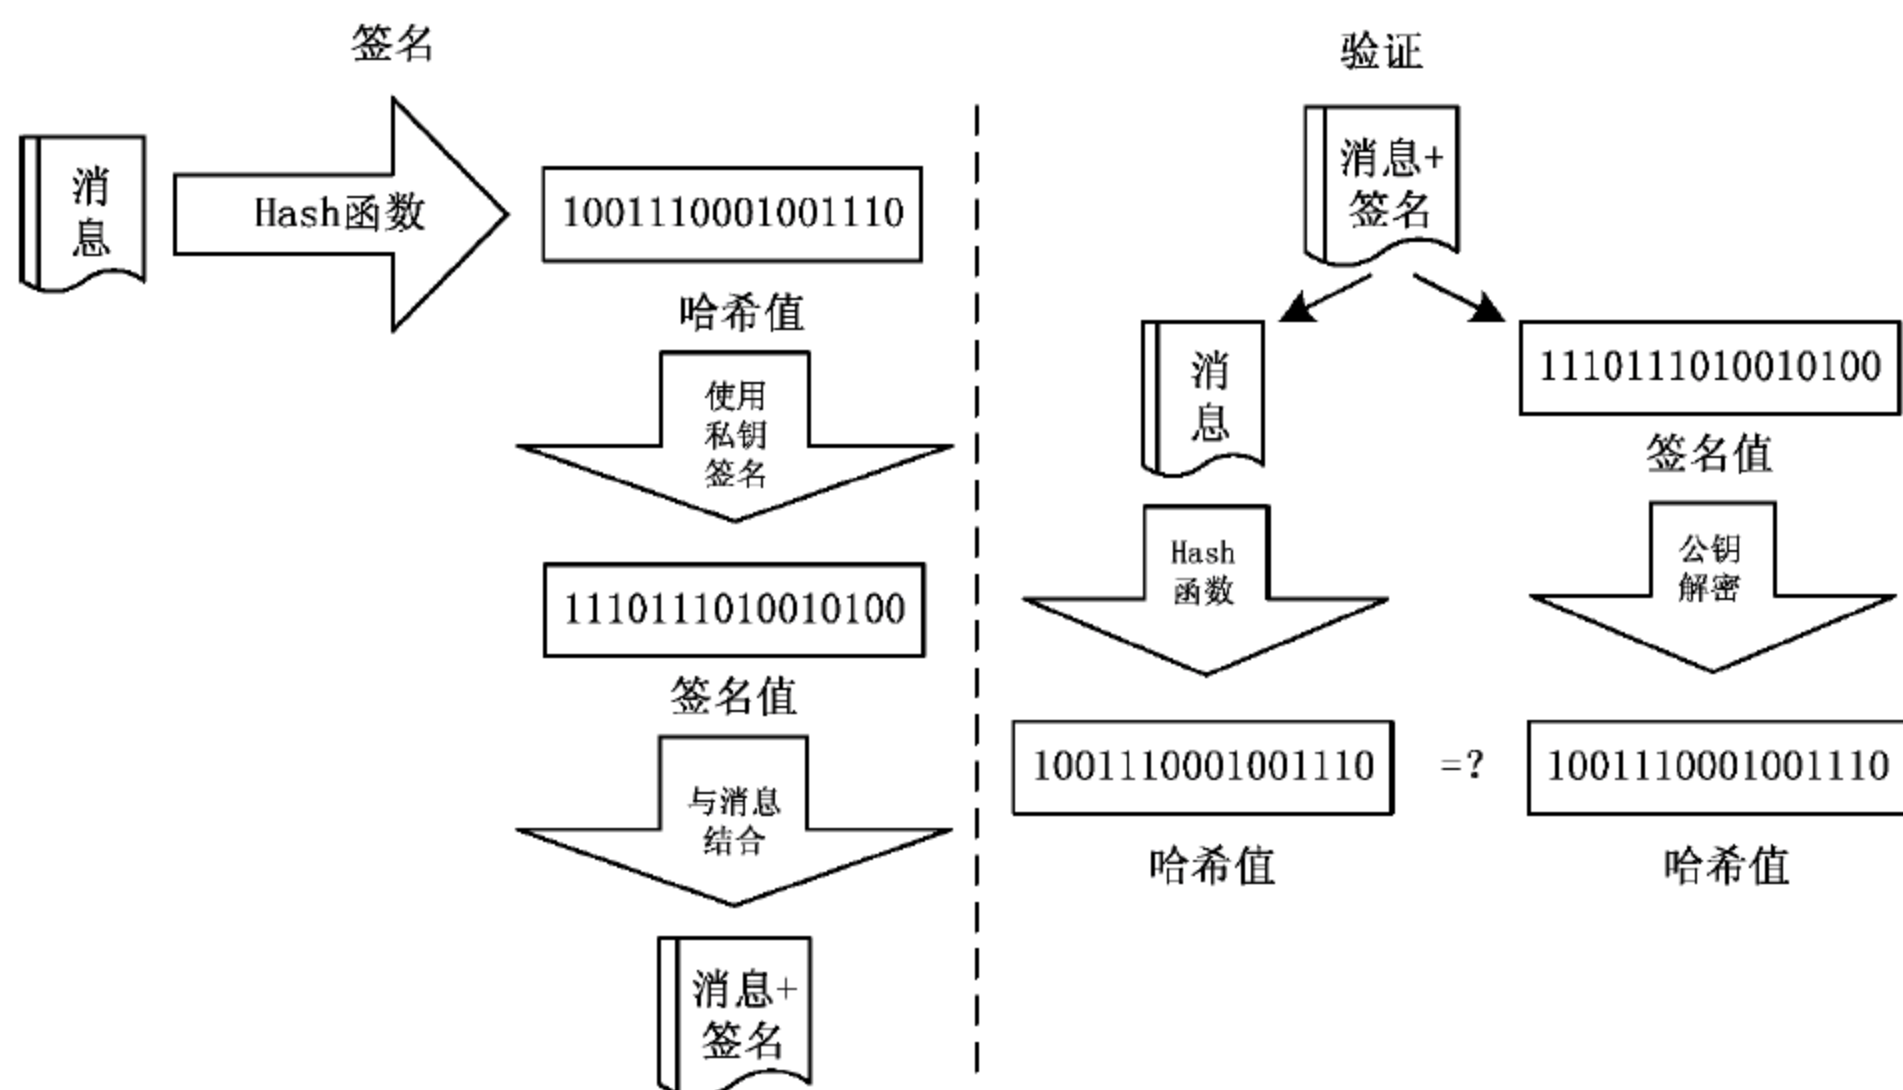 签名
消
息
Hash函数
1001110001001110
哈希值
使用
私钥
签名
1110111010010100
签名值
与消息
结合
消息+
签名
验证
消息+
签名
消
息
1110111010010100
签名值
Hash
函数
公钥
解密
1001110001001110
=?
1001110001001110
哈希值
哈希值